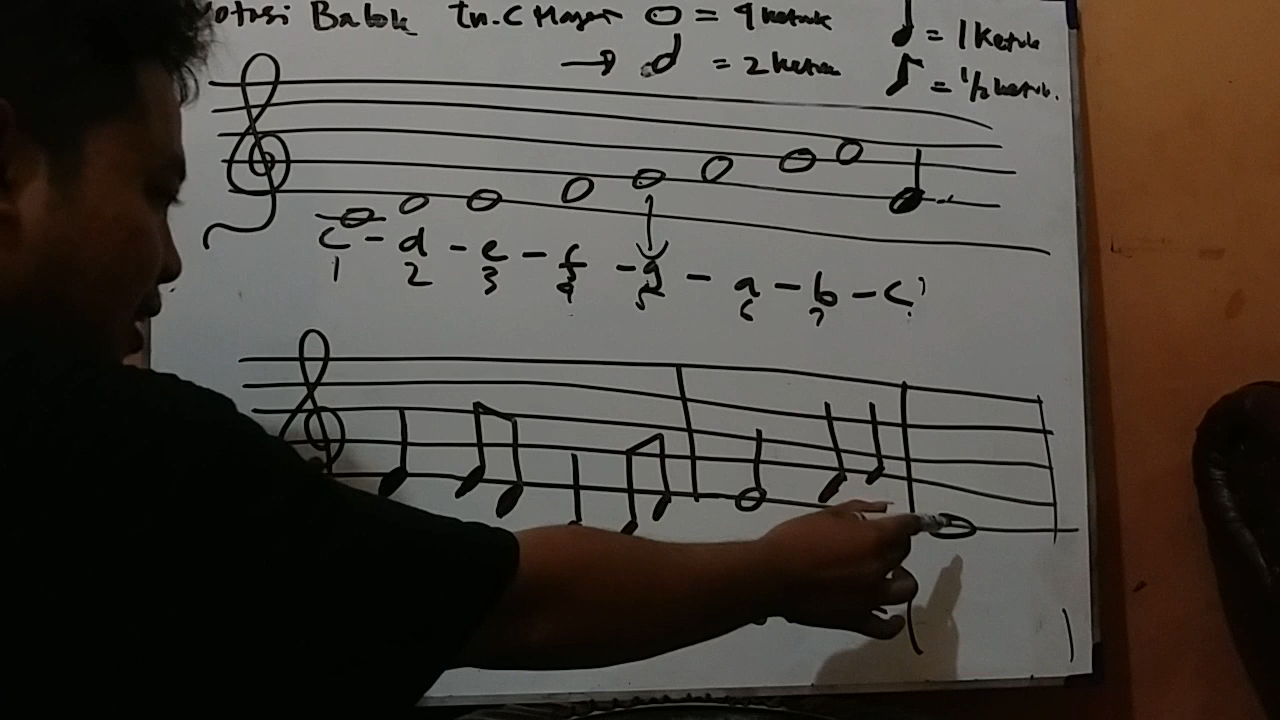 Notasi Balok tn. C Mayor = 4 ketuk
= 2 ketuk
= 1 ketuk
= 1/2 ketuk.
c - d - e - f - g - a - b - c'
1 2 3 4 5 6 7